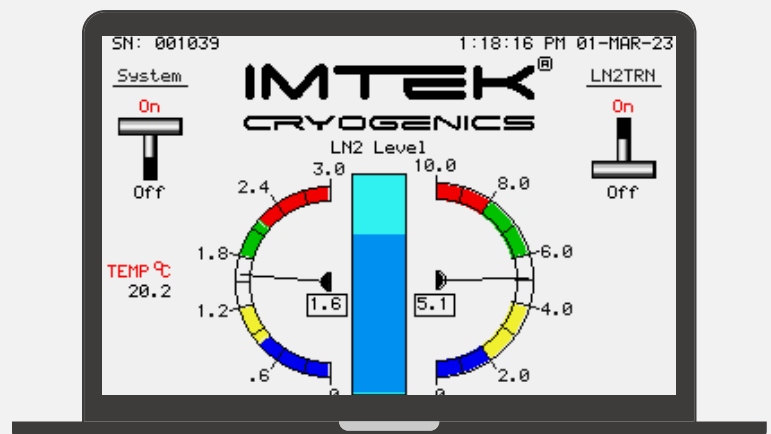 SN: 001039 1:18:16 PM 01-MAR-23
System
On
Off
IMTEK®
CRYOGENICS
LN2TRN
On
Off
LN2 Level
3.0
2.4
1.8
1.2
.6
0
1.6
10.0
8.0
6.0
4.0
2.0
0
5.1
TEMP ºC
20.2